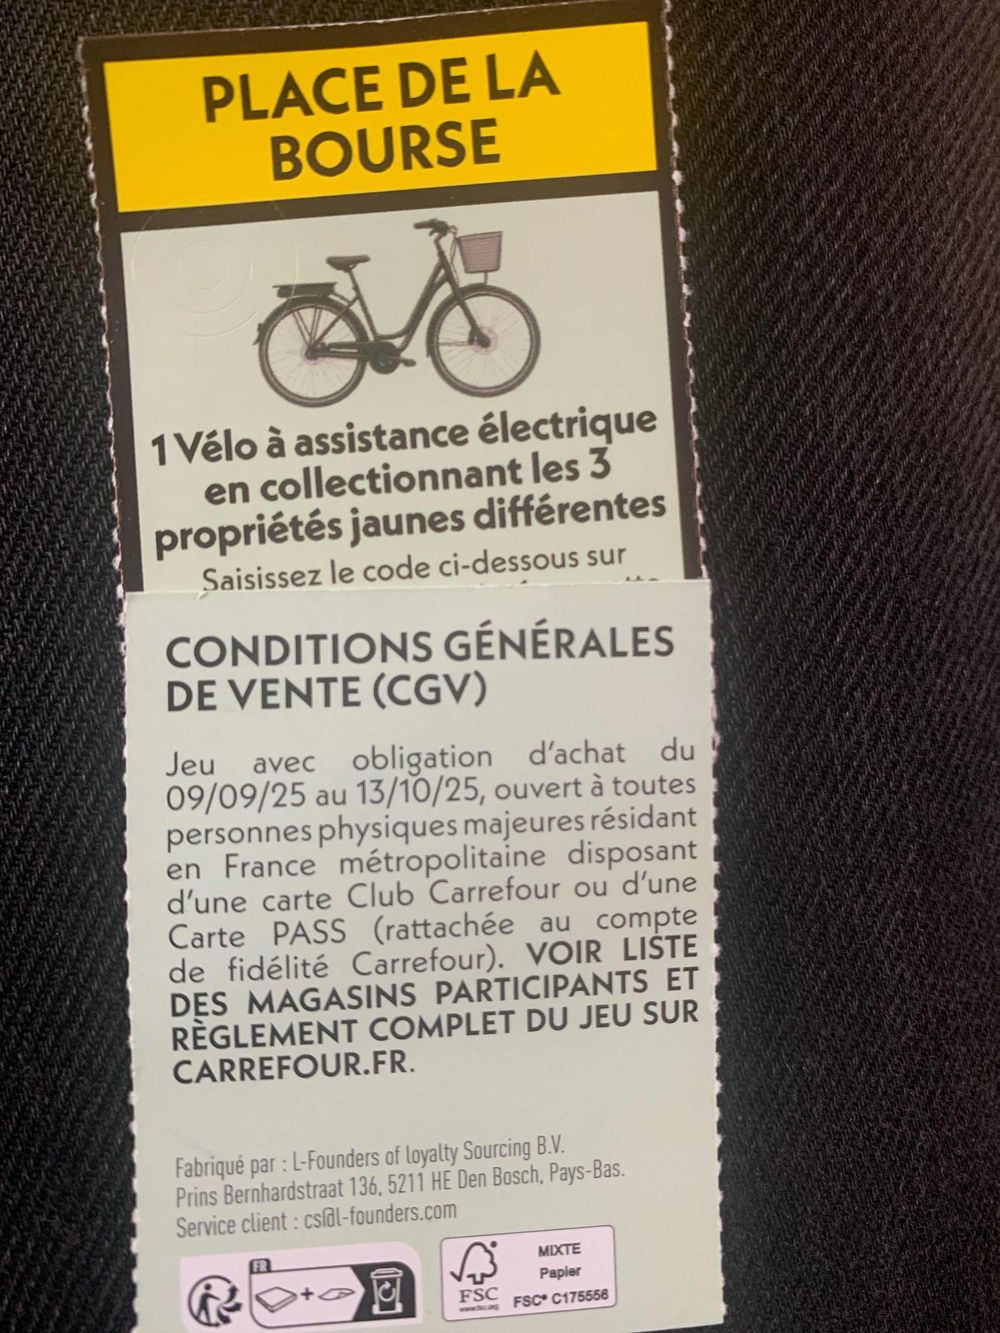 PLACE DE LA
BOURSE
1 Vélo à assistance électrique
en collectionnant les 3
propriétés jaunes différentes
Saisissez le code ci-dessous sur
CONDITIONS GÉNÉRALES
DE VENTE (CGV)
Jeu avec obligation d'achat du
09/09/25 au 13/10/25, ouvert à toutes
personnes physiques majeures résidant
en France métropolitaine disposant
d'une carte Club Carrefour ou d'une
Carte PASS (rattachée au compte
de fidélité Carrefour). VOIR LISTE
DES MAGASINS PARTICIPANTS ET
RÈGLEMENT COMPLET DU JEU SUR
CARREFOUR.FR.
Fabriqué par : L-Founders of loyalty Sourcing B.V.
Prins Bernhardstraat 136, 5211 HE Den Bosch, Pays-Bas.
Service client : cs@l-founders.com
FR
+
FSC
www.fsc.org
MIXTE
Papier
FSC® C175556